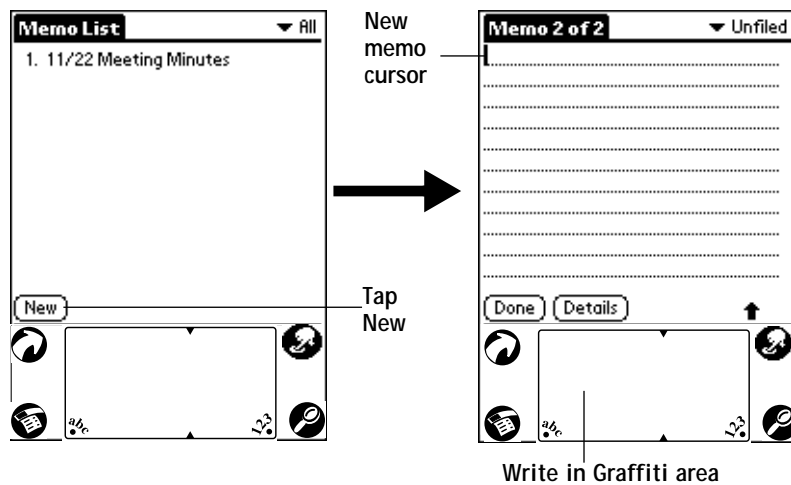 Memo List
All
1. 11/22 Meeting Minutes
New
abc
123
New
memo
cursor
Tap
New
Memo 2 of 2
Unfiled
Done
Details
abc
123
Write in Graffiti area